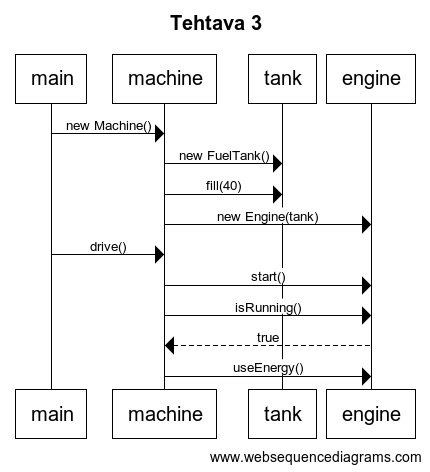 Tehtava 3
main machine tank engine
new Machine()
new FuelTank()
fill(40)
new Engine(tank)
drive()
start()
isRunning()
true
useEnergy()
main machine tank engine
www.websequencediagrams.com